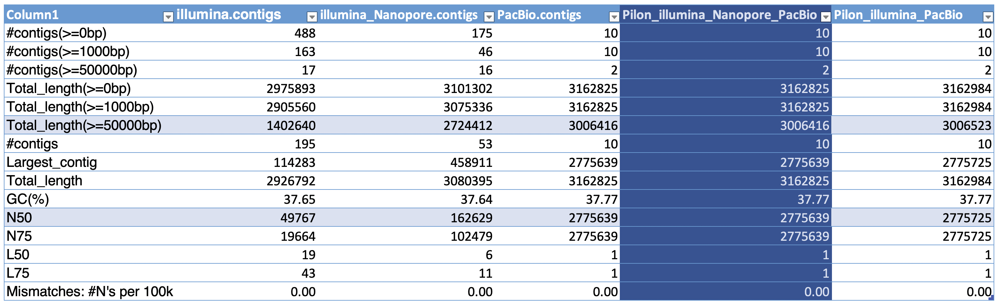 Column1 illumina.contigs illumina_Nanopore.contigs PacBio.contigs Pilon_illumina_Nanopore_PacBio Pilon_illumina_PacBio
#contigs(>=0bp) 488 175 10 10 10
#contigs(>=1000bp) 163 46 10 10 10
#contigs(>=50000bp) 17 16 2 2 2
Total_length(>=0bp) 2975893 3101302 3162825 3162825 3162984
Total_length(>=1000bp) 2905560 3075336 3162825 3162825 3162984
Total_length(>=50000bp) 1402640 2724412 3006416 3006416 3006523
#contigs 195 53 10 10 10
Largest_contig 114283 458911 2775639 2775639 2775725
Total_length 2926792 3080395 3162825 3162825 3162984
GC(%) 37.65 37.64 37.77 37.77 37.77
N50 49767 162629 2775639 2775639 2775725
N75 19664 102479 2775639 2775639 2775725
L50 19 6 1 1 1
L75 43 11 1 1 1
Mismatches: #N's per 100k 0.00 0.00 0.00 0.00 0.00